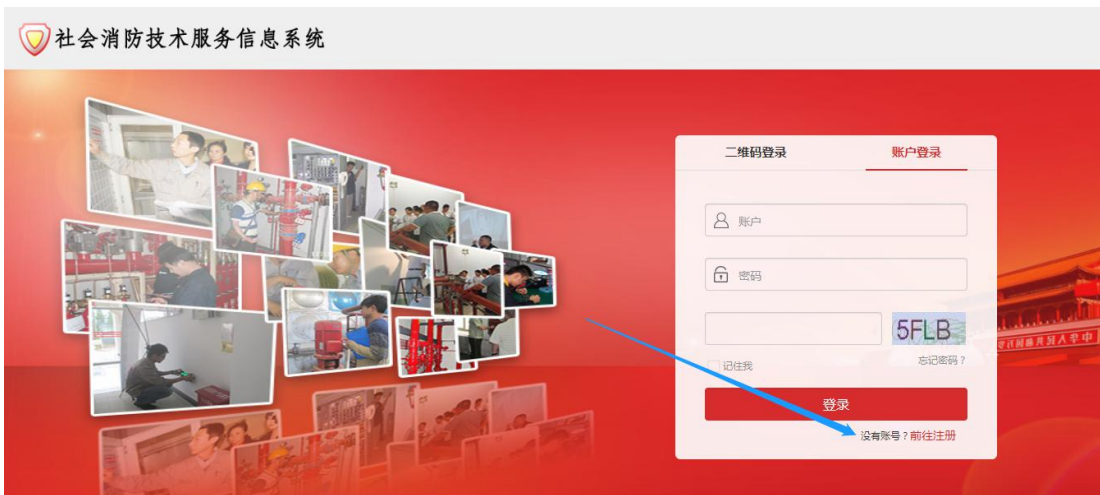 社会消防技术服务信息系统
二维码登录 账户登录
账户
密码
5FLB
记住我 忘记密码？
登录
没有账号？前往注册